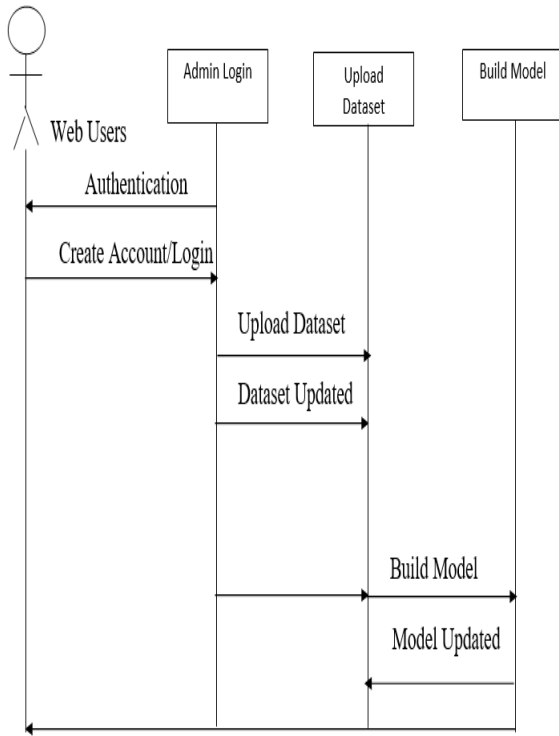 Admin Login
Upload
Dataset
Build Model
Web Users
Authentication
Create Account/Login
Upload Dataset
Dataset Updated
Build Model
Model Updated